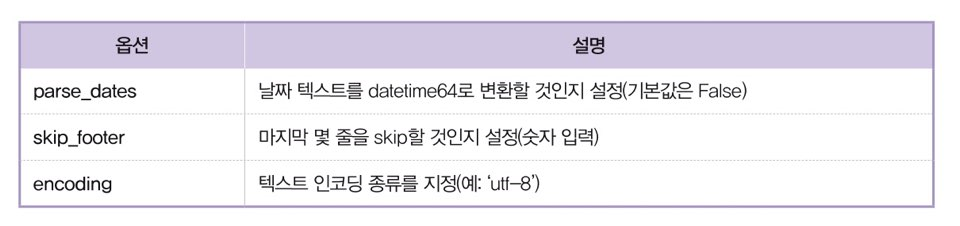 옵션 설명
parse_dates 날짜 텍스트를 datetime64로 변환할 것인지 설정(기본값은 False)
skip_footer 마지막 몇 줄을 skip할 것인지 설정(숫자 입력)
encoding 텍스트 인코딩 종류를 지정(예: ‘utf-8’)